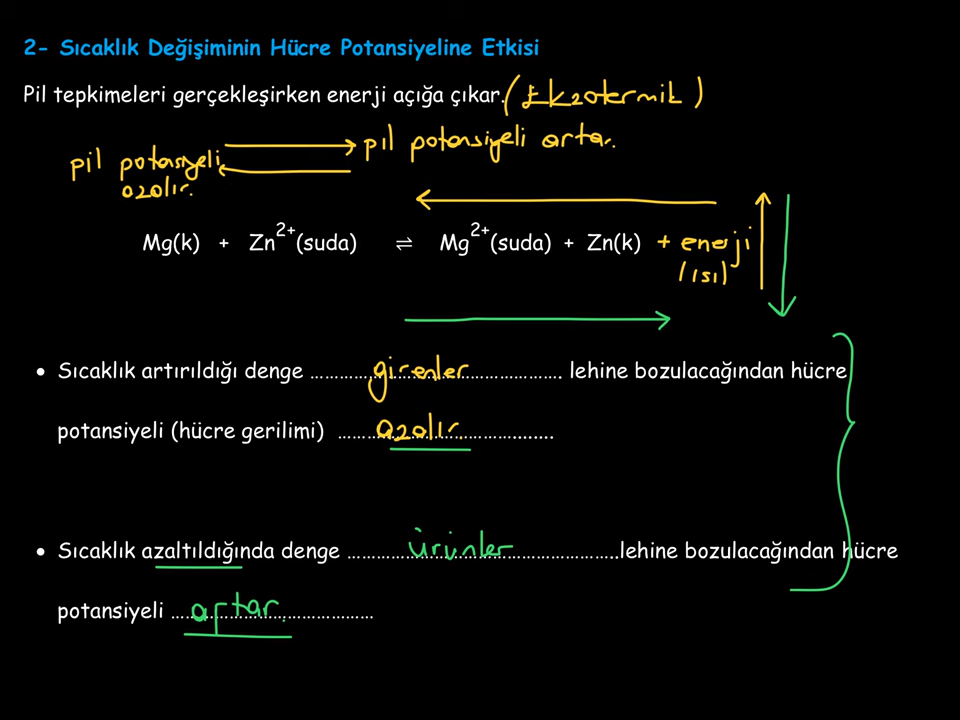 2- Sıcaklık Değişiminin Hücre Potansiyeline Etkisi
Pil tepkimeleri gerçekleşirken enerji açığa çıkar. (Ekzotermik)
pil potansiyeli azalır. ⇌ pil potansiyeli artar.
Mg(k) + Zn2+(suda) ⇌ Mg2+(suda) + Zn(k) + enerji
(ısı)
• Sıcaklık artırıldığı denge ……girenler…… lehine bozulacağından hücre
potansiyeli (hücre gerilimi) ……azalır.……
• Sıcaklık azaltıldığında denge ……ürünler……..lehine bozulacağından hücre
potansiyeli ……artar.……